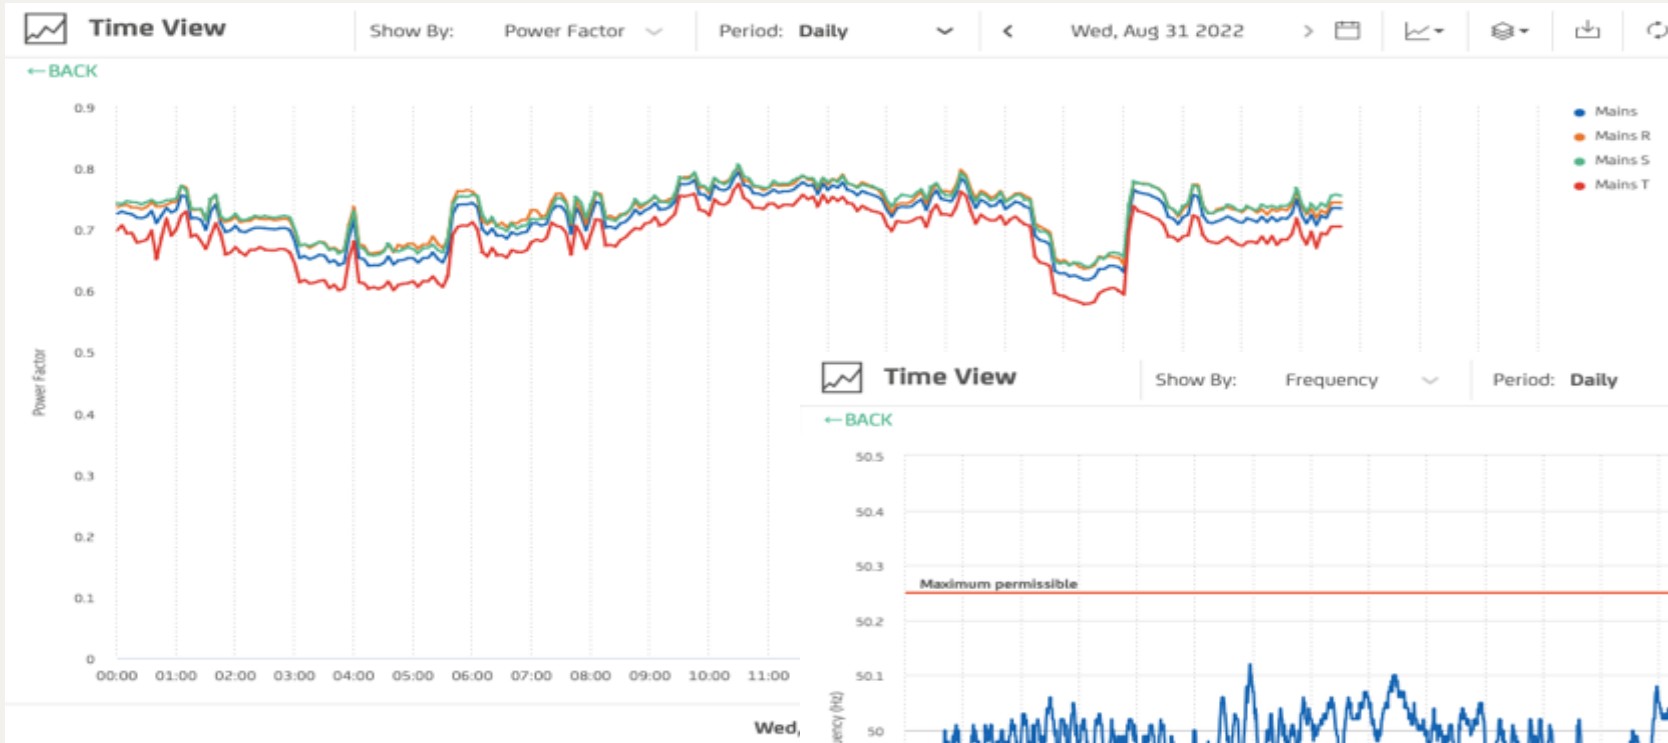 Time View
Show By: Power Factor
Period: Daily
Wed, Aug 31 2022
←BACK
0.9
0.8
0.7
0.6
0.5
0.4
0.3
0.2
0.1
0
Power Factor
00:00 01:00 02:00 03:00 04:00 05:00 06:00 07:00 08:00 09:00 10:00 11:00
Wed,
Mains
Mains R
Mains S
Mains T
Time View
Show By: Frequency
Period: Daily
←BACK
50.5
50.4
50.3
50.2
50.1
50
Maximum permissible
uency (Hz)